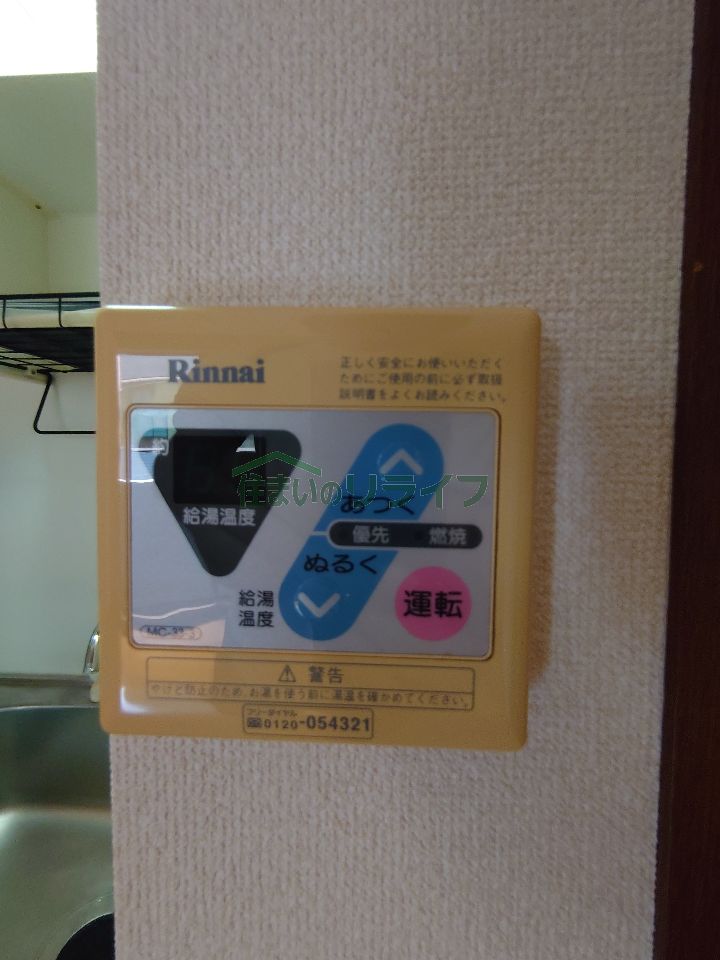 Rinnai
正しく安全にお使いいただく
ためにご使用の前に必ず取扱
説明書をよくお読みください。
約
給湯温度
住まいのリライフ
あつく
優先 燃焼
ぬるく
給湯
温度
運転
MC-33-3
警告
やけど防止のため、お湯を使う前に湯温を確かめてください。
フリーダイヤル
0120-054321